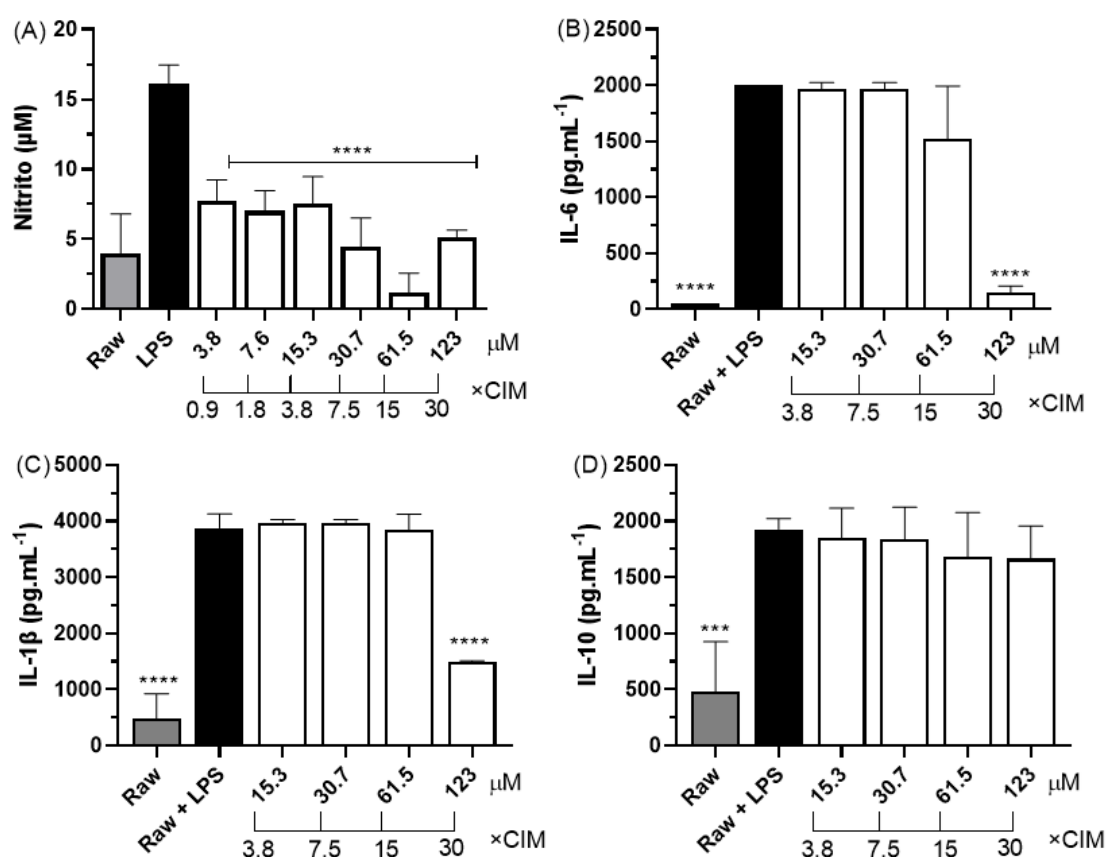 (A)
Nitrito (µM)
20
15
10
5
0
****
Raw
LPS
3.8
7.6
15.3
30.7
61.5
123
µM
0.9 1.8 3.8 7.5 15 30 ×CIM
(B)
IL-6 (pg.mL⁻¹)
2500
2000
1500
1000
500
0
****
****
Raw
Raw + LPS
15.3
30.7
61.5
123
µM
3.8 7.5 15 30 ×CIM
(C)
IL-1β (pg.mL⁻¹)
5000
4000
3000
2000
1000
0
****
****
Raw
Raw + LPS
15.3
30.7
61.5
123
µM
3.8 7.5 15 30 ×CIM
(D)
IL-10 (pg.mL⁻¹)
2500
2000
1500
1000
500
0
***
Raw
Raw + LPS
15.3
30.7
61.5
123
µM
3.8 7.5 15 30 ×CIM